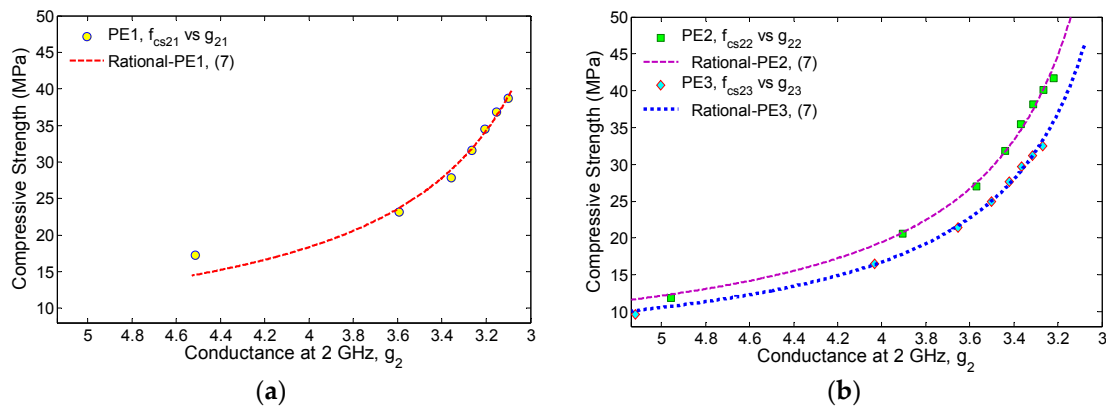 50
45
40
35
30
25
20
15
10
Compressive Strength (MPa)
PE1, fcs21 vs g21
Rational-PE1, (7)
5 4.8 4.6 4.4 4.2 4 3.8 3.6 3.4 3.2 3
Conductance at 2 GHz, g2
(a)
50
45
40
35
30
25
20
15
10
Compressive Strength (MPa)
PE2, fcs22 vs g22
Rational-PE2, (7)
PE3, fcs23 vs g23
Rational-PE3, (7)
5 4.8 4.6 4.4 4.2 4 3.8 3.6 3.4 3.2 3
Conductance at 2 GHz, g2
(b)